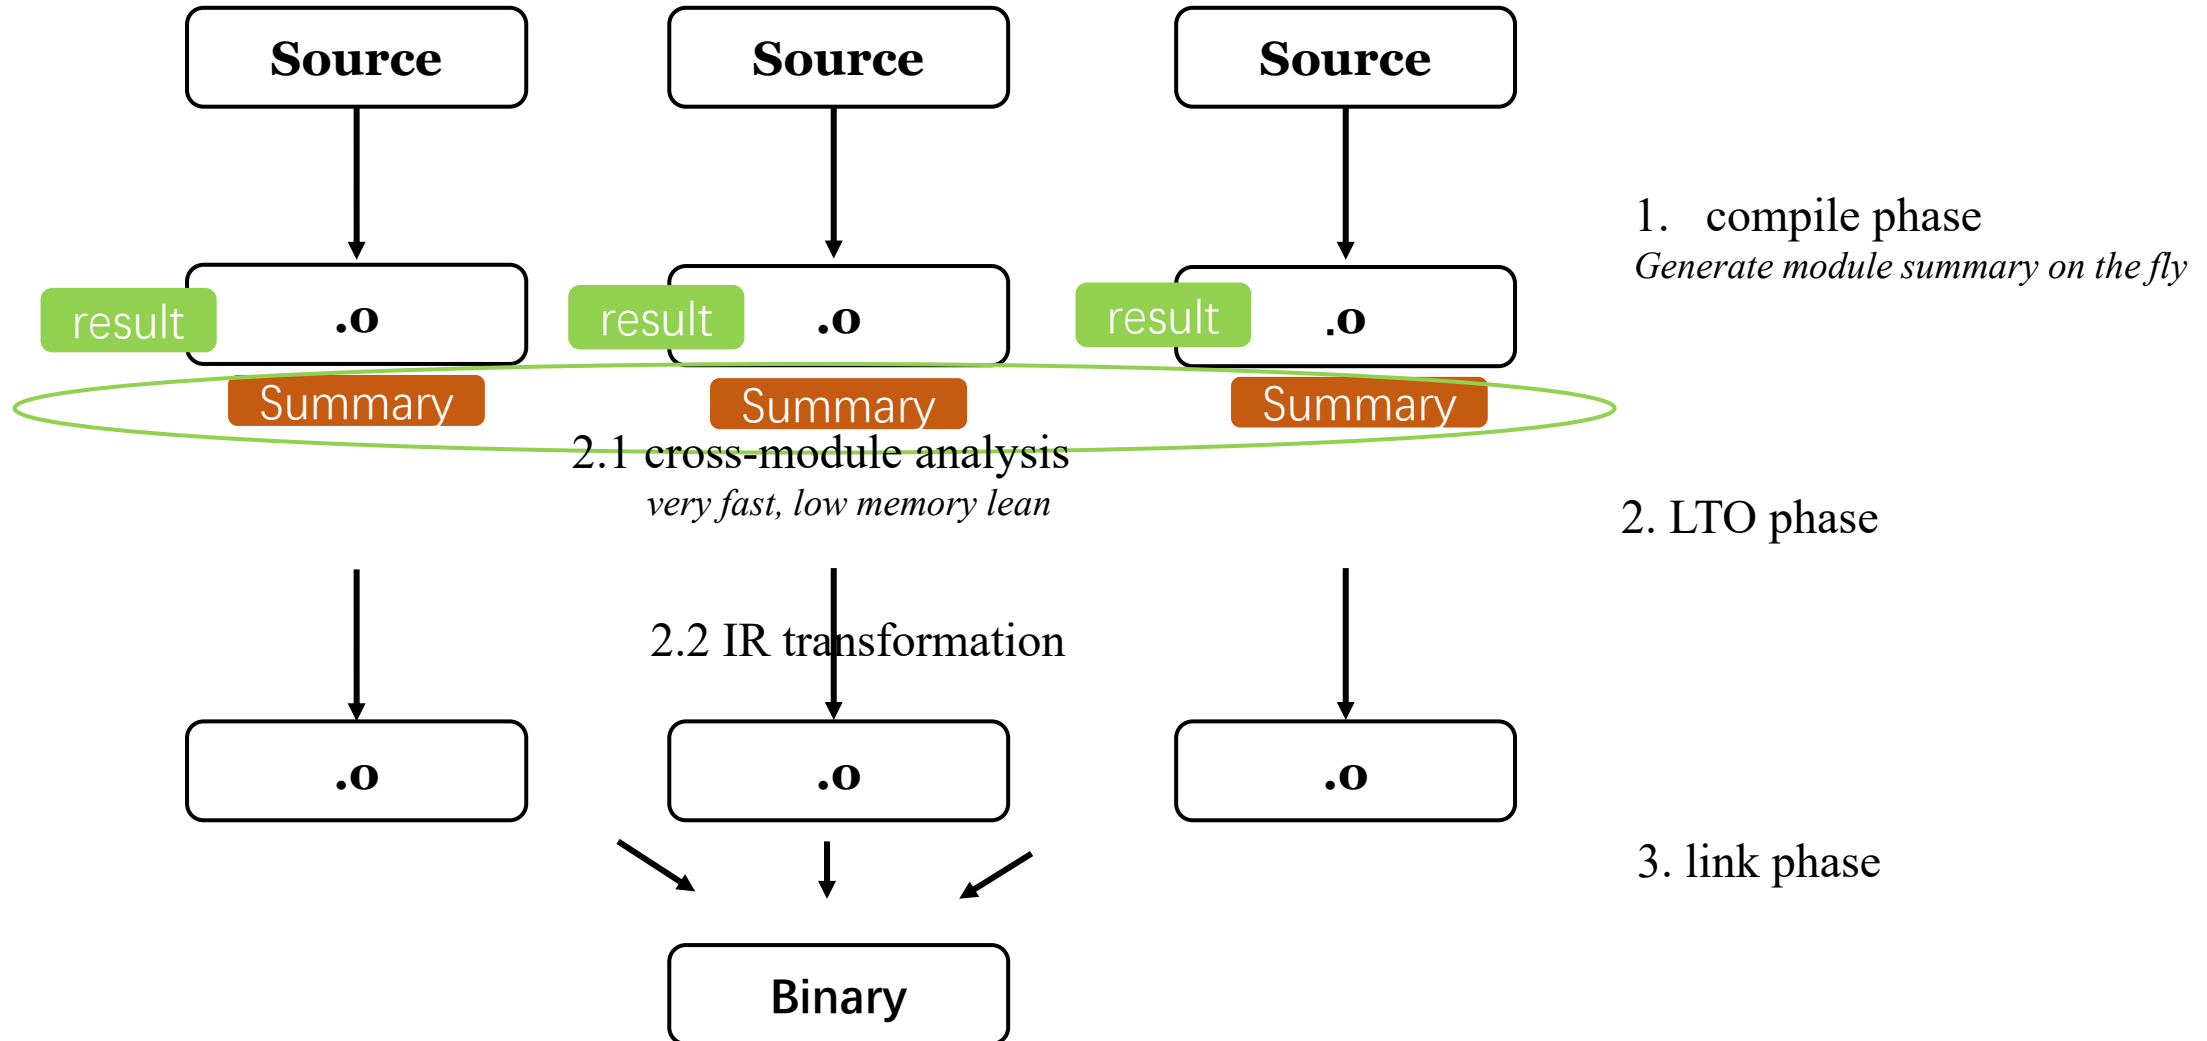 Source
Source
Source
1. compile phase
Generate module summary on the fly
result
.o
result
.o
result
.o
Summary
Summary
Summary
2.1 cross-module analysis
very fast, low memory lean
2. LTO phase
2.2 IR transformation
.o
.o
.o
3. link phase
Binary